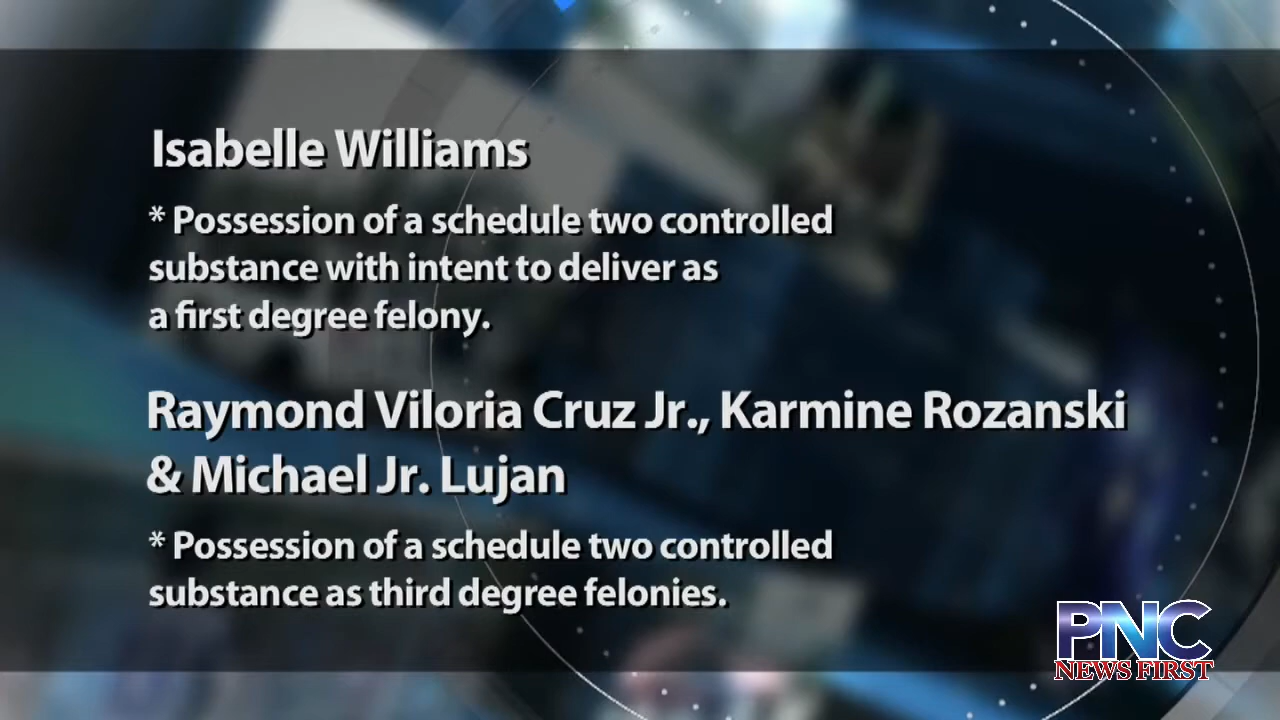 Isabelle Williams
* Possession of a schedule two controlled
substance with intent to deliver as
a first degree felony.
Raymond Viloria Cruz Jr., Karmine Rozanski
& Michael Jr. Lujan
* Possession of a schedule two controlled
substance as third degree felonies.
PNC
NEWS FIRST